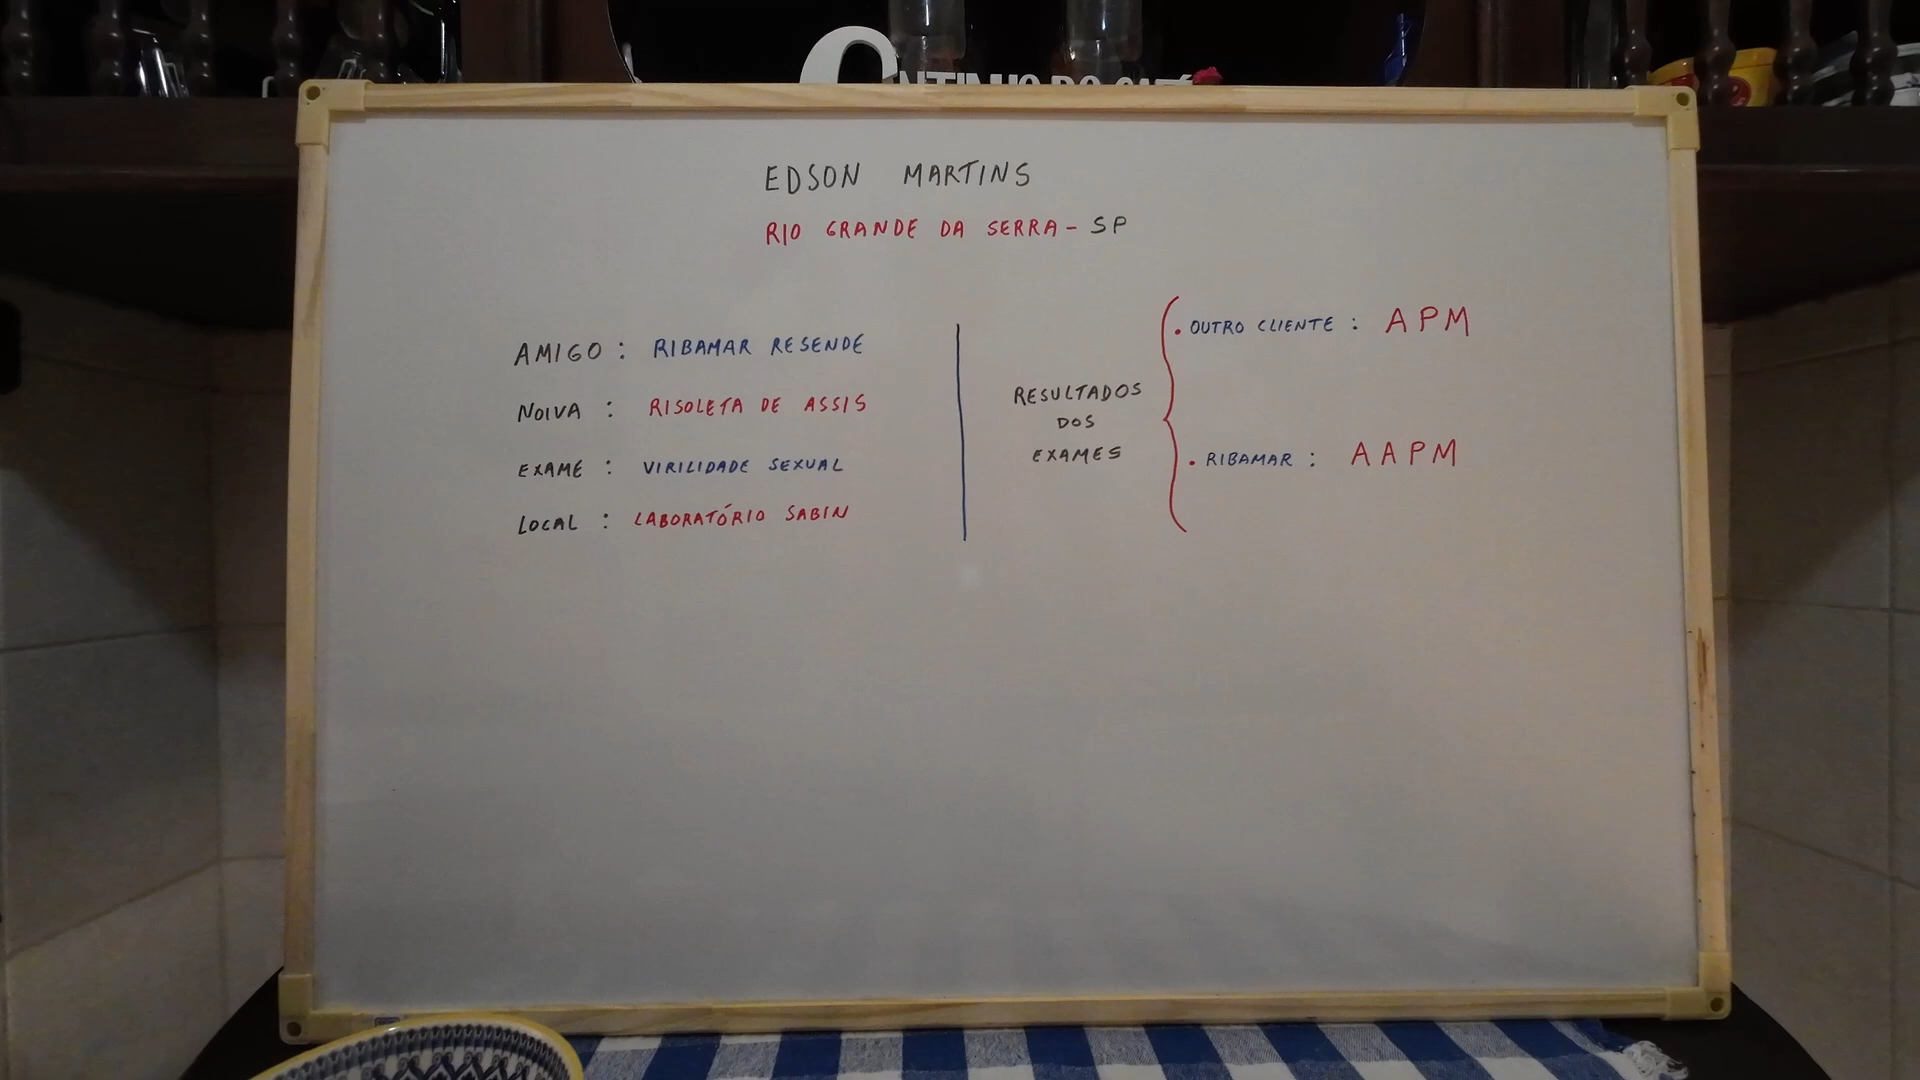 EDSON MARTINS
RIO GRANDE DA SERRA - SP
AMIGO : RIBAMAR RESENDE
NOIVA : RISOLETA DE ASSIS
EXAME : VIRILIDADE SEXUAL
LOCAL : LABORATÓRIO SABIN
RESULTADOS
DOS
EXAMES
• OUTRO CLIENTE : APM
• RIBAMAR : AAPM